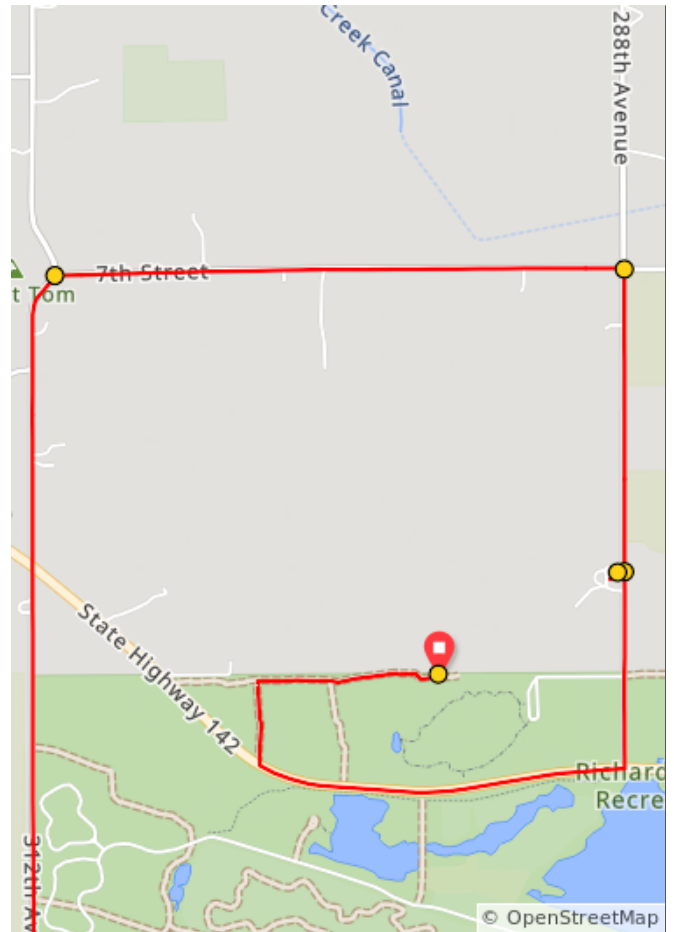 Creek Canal
288th Avenue
7th Street
t Tom
State Highway 142
Richard
Recre
312th Av
© OpenStreetMap